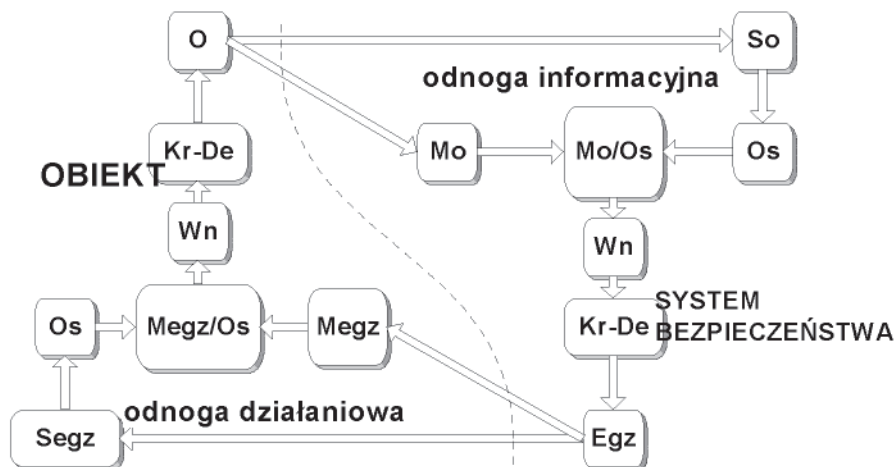 O
So
odnoga informacyjna
Kr-De
Mo
Mo/Os
Os
OBIEKT
Wn
Wn
Os
Megz/Os
Megz
SYSTEM
Kr-De
BEZPIECZEŃSTWA
odnoga działaniowa
Segz
Egz